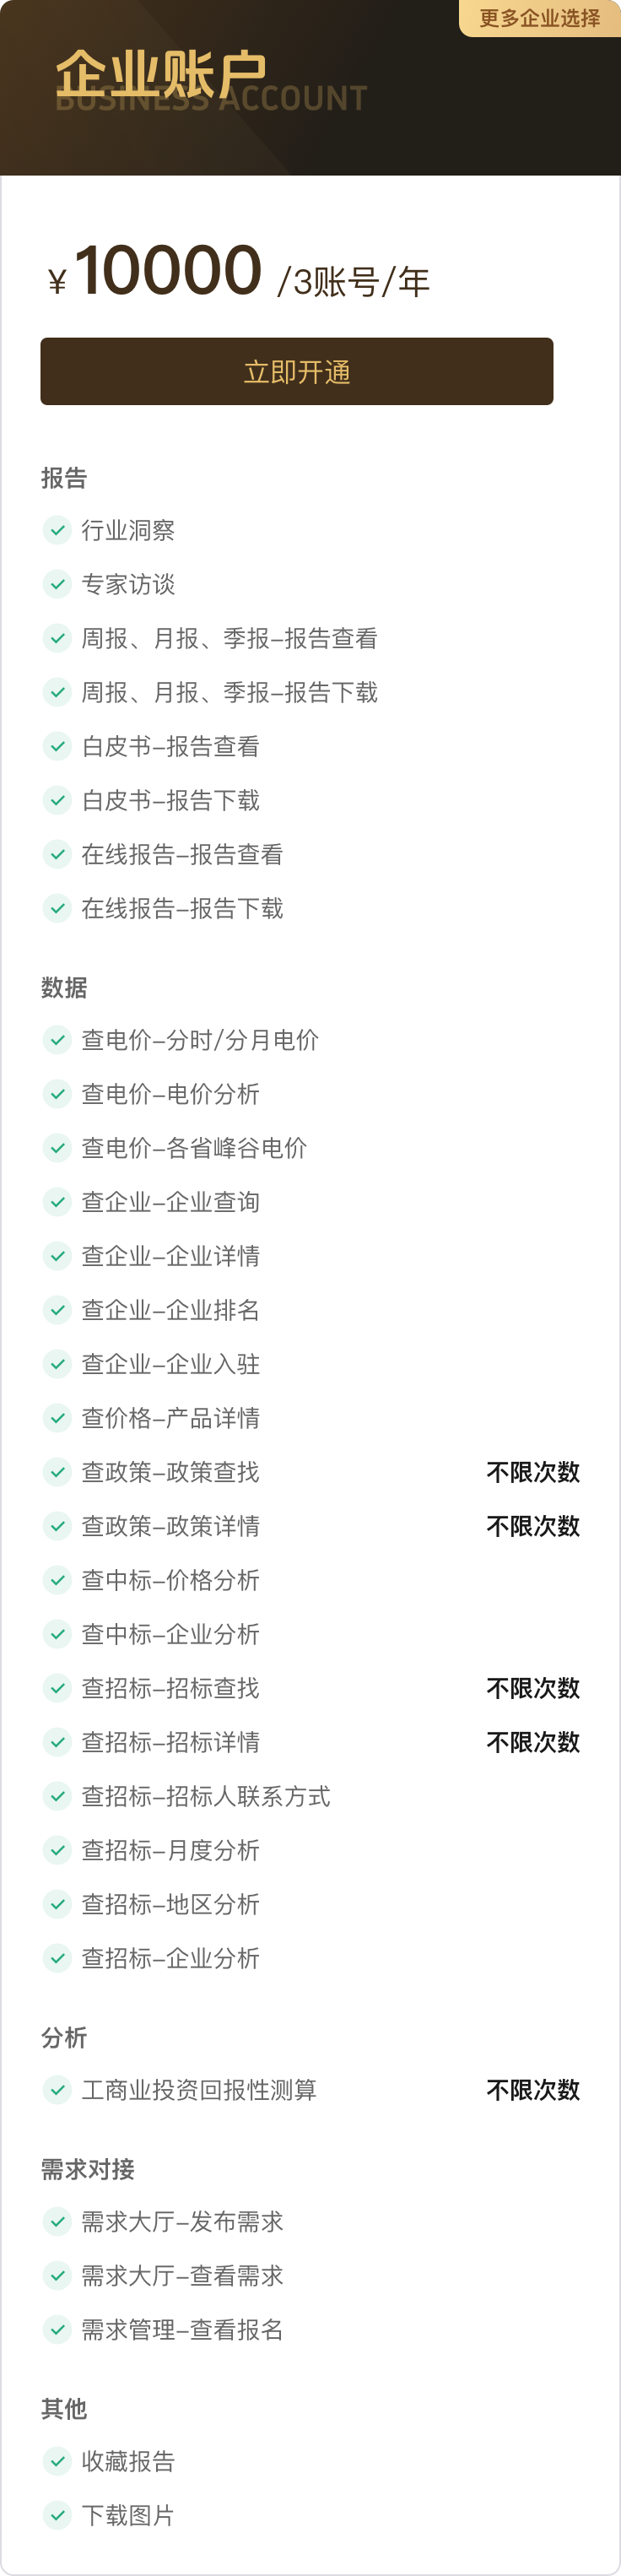 更多企业选择
企业账户
BUSINESS ACCOUNT
¥ 10000 /3账号/年
立即开通
报告
行业洞察
专家访谈
周报、月报、季报-报告查看
周报、月报、季报-报告下载
白皮书-报告查看
白皮书-报告下载
在线报告-报告查看
在线报告-报告下载
数据
查电价-分时/分月电价
查电价-电价分析
查电价-各省峰谷电价
查企业-企业查询
查企业-企业详情
查企业-企业排名
查企业-企业入驻
查价格-产品详情
查政策-政策查找 不限次数
查政策-政策详情 不限次数
查中标-价格分析
查中标-企业分析
查招标-招标查找 不限次数
查招标-招标详情 不限次数
查招标-招标人联系方式
查招标-月度分析
查招标-地区分析
查招标-企业分析
分析
工商业投资回报性测算 不限次数
需求对接
需求大厅-发布需求
需求大厅-查看需求
需求管理-查看报名
其他
收藏报告
下载图片